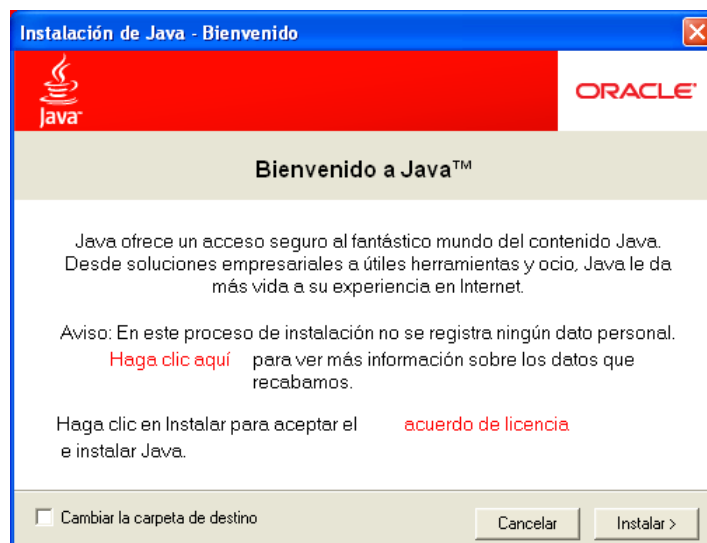 Instalación de Java - Bienvenido
Java™
ORACLE®
Bienvenido a Java™
Java ofrece un acceso seguro al fantástico mundo del contenido Java.
Desde soluciones empresariales a útiles herramientas y ocio, Java le da
más vida a su experiencia en Internet.
Aviso: En este proceso de instalación no se registra ningún dato personal.
Haga clic aquí para ver más información sobre los datos que
recabamos.
Haga clic en Instalar para aceptar el acuerdo de licencia
e instalar Java.
Cambiar la carpeta de destino
Cancelar
Instalar >